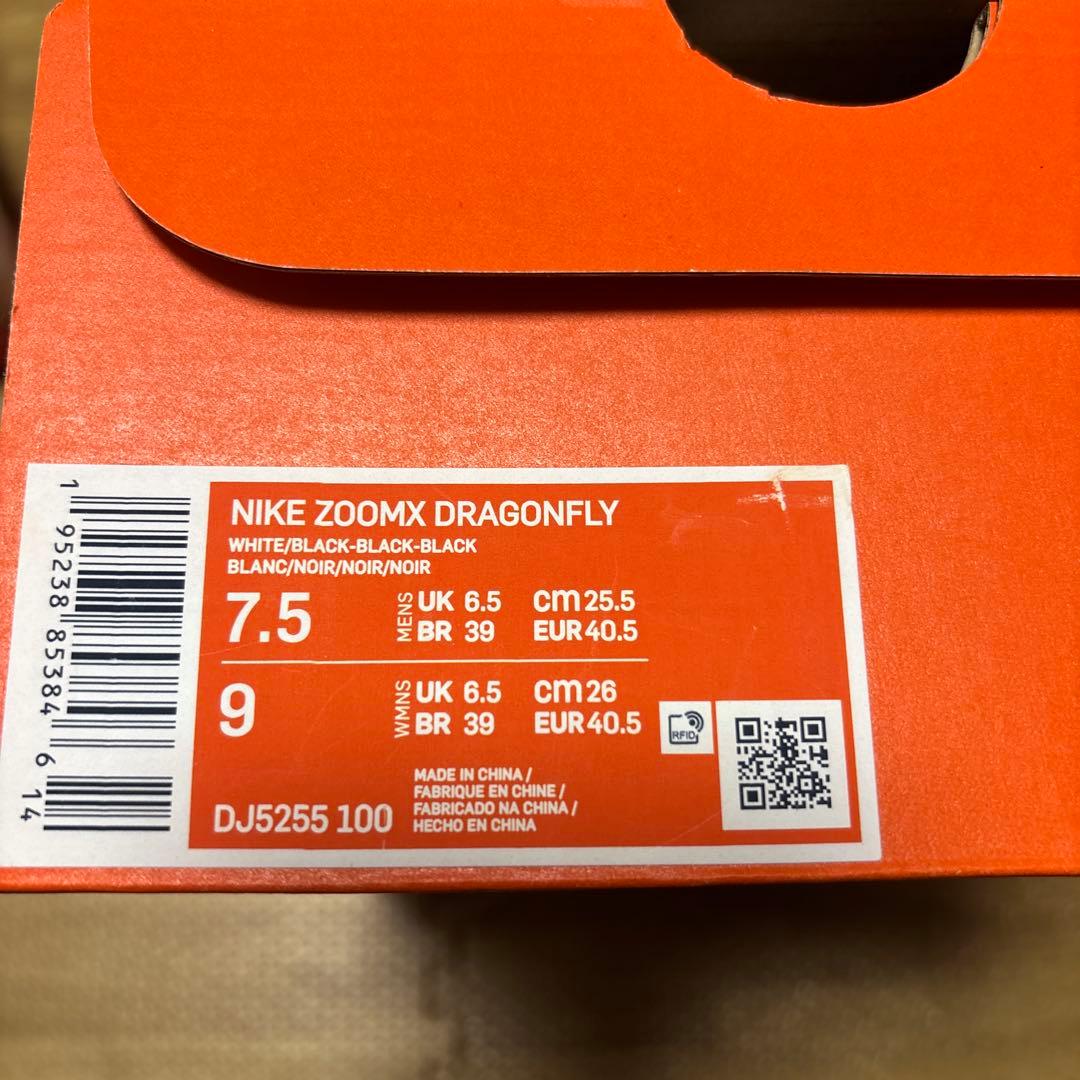 NIKE ZOOMX DRAGONFLY
WHITE/BLACK-BLACK-BLACK
BLANC/NOIR/NOIR/NOIR
7.5 MENS UK 6.5 cm 25.5
BR 39 EUR 40.5
9 WMNS UK 6.5 cm 26
BR 39 EUR 40.5
RFID
MADE IN CHINA /
FABRIQUE EN CHINE /
FABRICADO NA CHINA /
HECHO EN CHINA
DJ5255 100
1 95238 85384 6 14